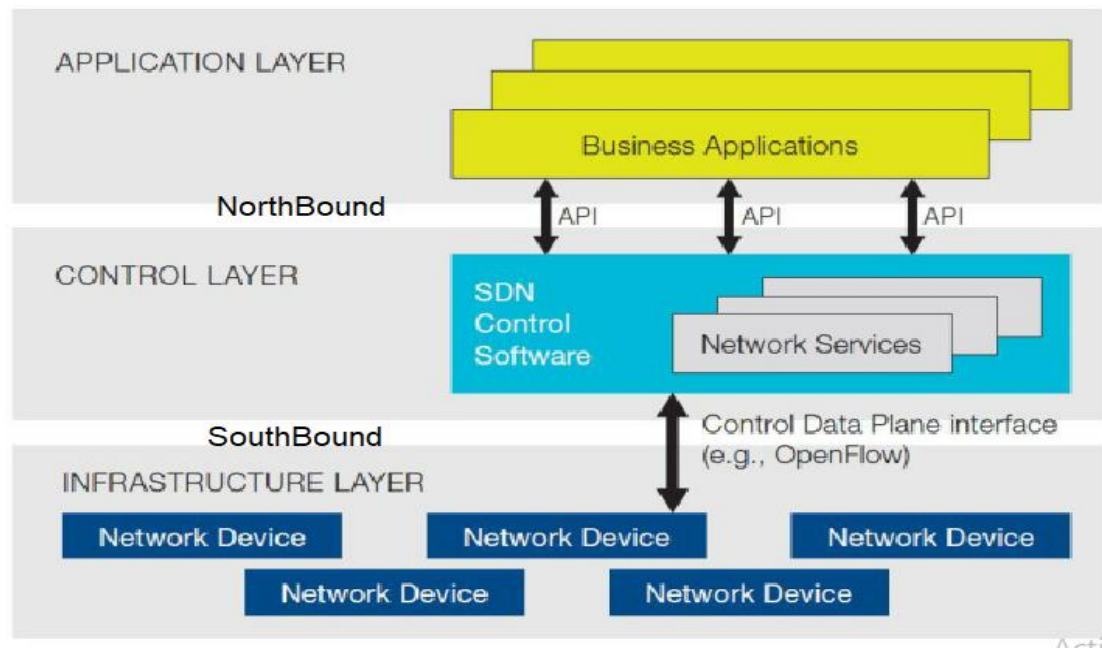 APPLICATION LAYER
Business Applications
NorthBound
API
API
API
CONTROL LAYER
SDN
Control
Software
Network Services
SouthBound
Control Data Plane interface
(e.g., OpenFlow)
INFRASTRUCTURE LAYER
Network Device
Network Device
Network Device
Network Device
Network Device